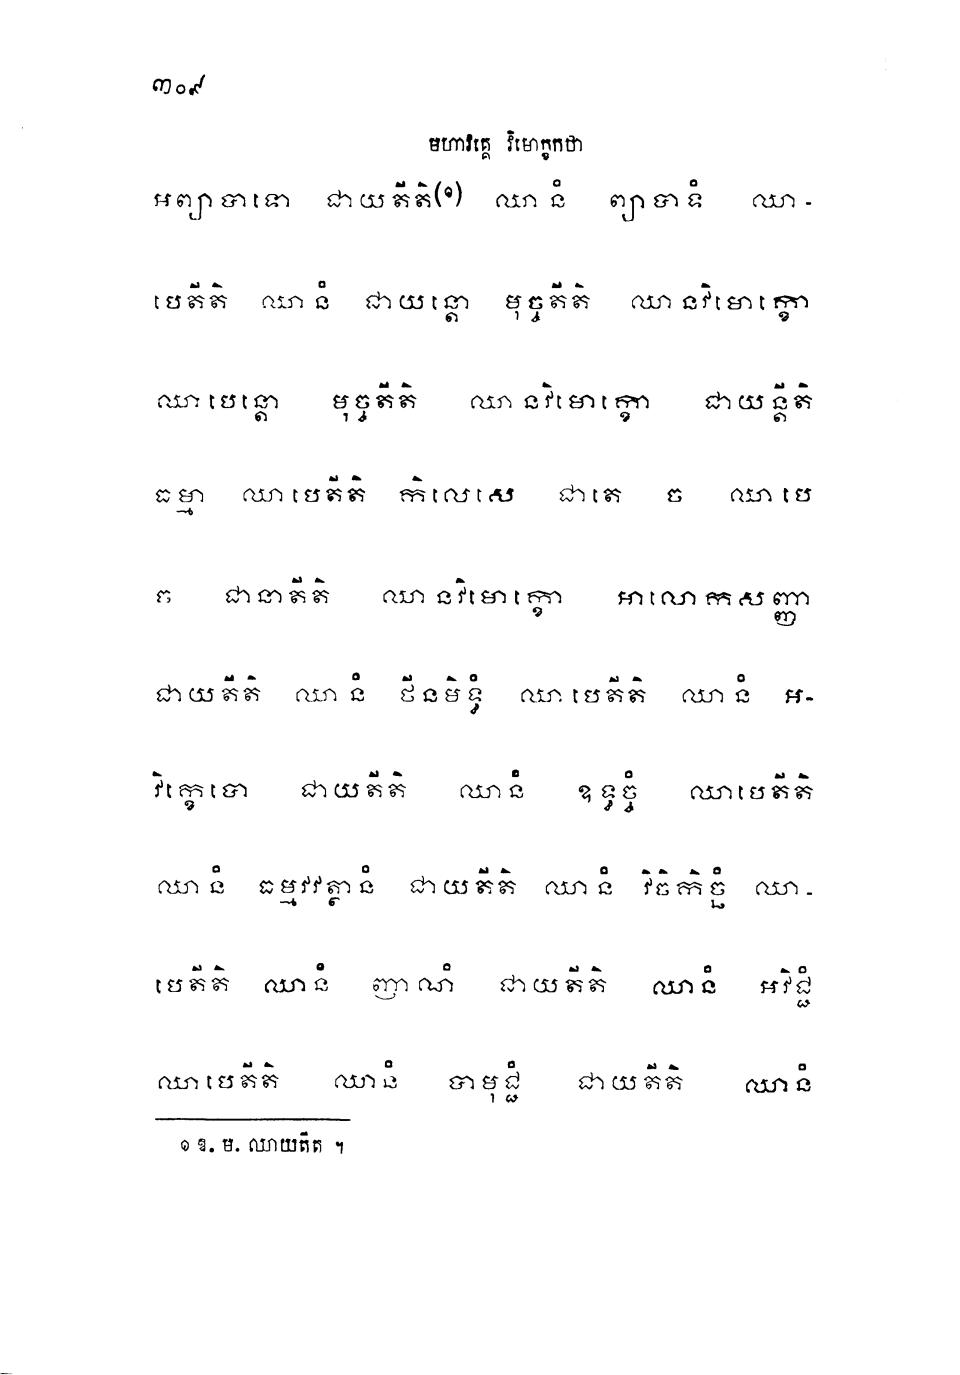 ៣០៩
មហាវគ្គេ វិមោក្ខកថា
អព្យាបាទោ ជាយតីតិ(១) ឈានំ ព្យាបាទំ ឈា-
បេតីតិ ឈានំ ជាយន្តោ មុច្ចតីតិ ឈានវិមោក្ខោ
ឈាបេន្តោ មុច្ចតីតិ ឈានវិមោក្ខោ ជាយន្តីតិ
ធម្មា ឈាបេតីតិ កិលេសេ ជាតេ ច ឈាបេ
ច ជានាតីតិ ឈានវិមោក្ខោ អាលោកសញ្ញា
ជាយតីតិ ឈានំ ថីនមិទ្ធំ ឈាបេតីតិ ឈានំ អ-
វិក្ខេបោ ជាយតីតិ ឈានំ ឧទ្ធច្ចំ ឈាបេតីតិ
ឈានំ ធម្មវវត្ថានំ ជាយតីតិ ឈានំ វិចិកិច្ឆំ ឈា-
បេតីតិ ឈានំ ញាណំ ជាយតីតិ ឈានំ អវិជ្ជំ
ឈាបេតីតិ ឈានំ បាមុជ្ជំ ជាយតីតិ ឈានំ
១ ឱ. ម. ឈាយតីតិ ។